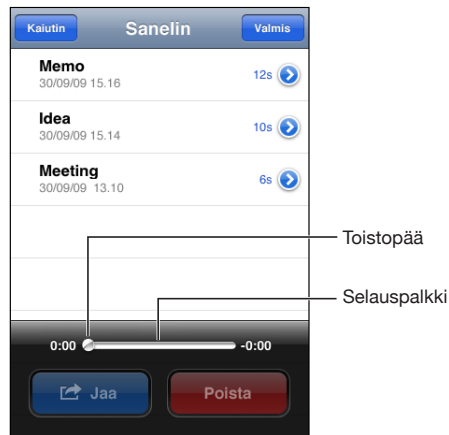 Kaiutin Sanelin Valmis
Memo
30/09/09 15.16 12s
Idea
30/09/09 15.14 10s
Meeting
30/09/09 13.10 6s
Toistopää
Selauspalkki
0:00 -0:00
Jaa Poista